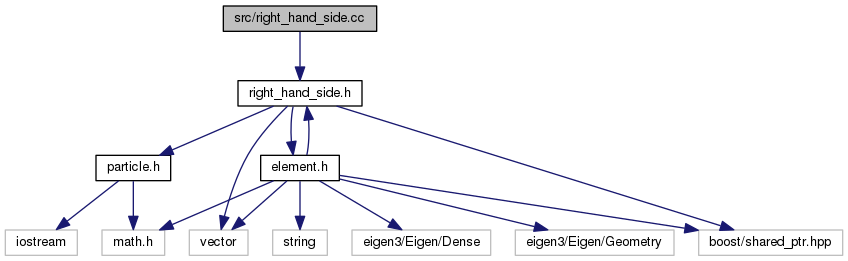 src/right_hand_side.cc
right_hand_side.h
particle.h
element.h
iostream
math.h
vector
string
eigen3/Eigen/Dense
eigen3/Eigen/Geometry
boost/shared_ptr.hpp